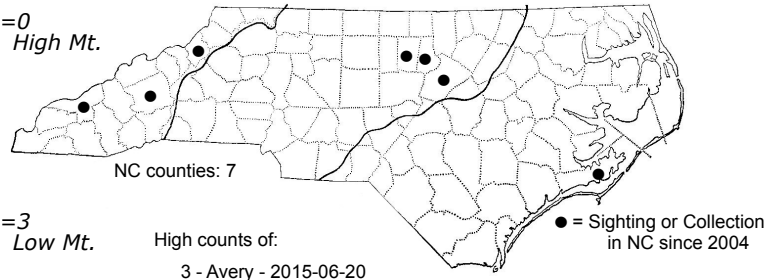 =0
High Mt.
NC counties: 7
=3
Low Mt.
High counts of:
3 - Avery - 2015-06-20
● = Sighting or Collection
in NC since 2004